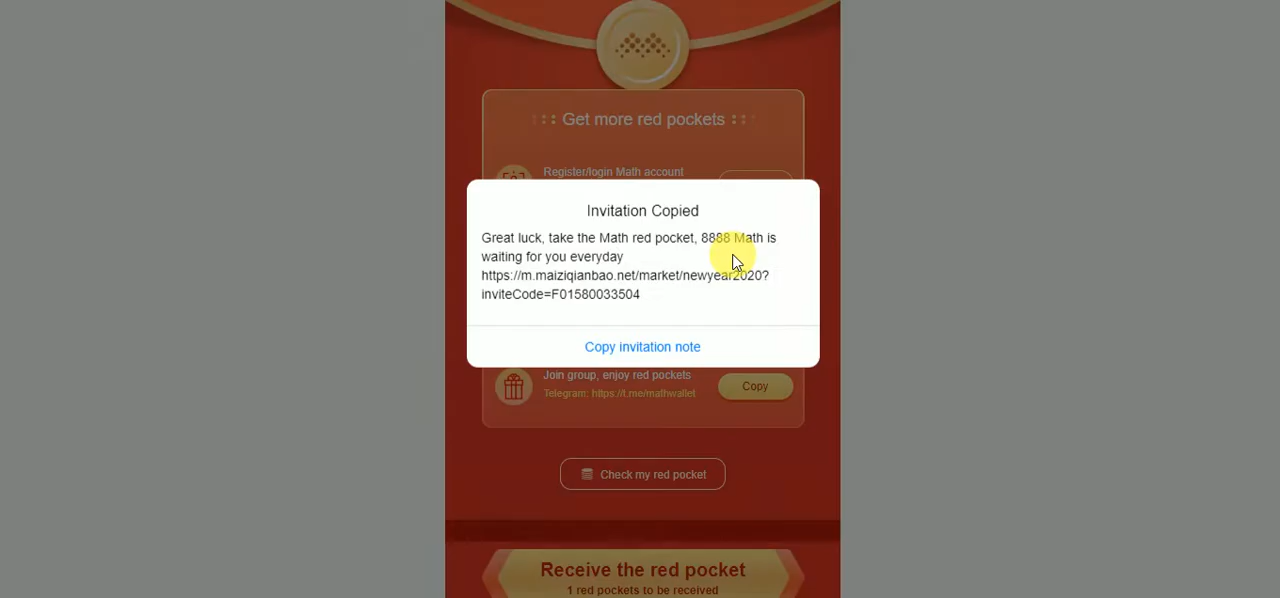 Get more red pockets
Register/login Math account
Invitation Copied
Great luck, take the Math red pocket, 8888 Math is
waiting for you everyday
https://m.maiziqianbao.net/market/newyear2020?
inviteCode=F01580033504
Copy invitation note
Join group, enjoy red pockets
Telegram: https://t.me/mathwallet
Copy
Check my red pocket
Receive the red pocket
1 red pockets to be received